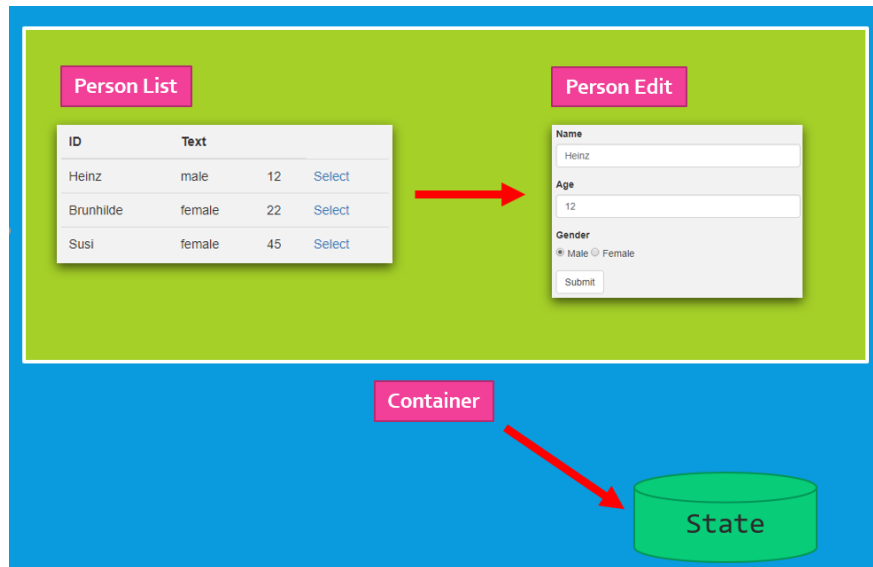 Person List
ID Text
Heinz male 12 Select
Brunhilde female 22 Select
Susi female 45 Select
Person Edit
Name
Heinz
Age
12
Gender
Male Female
Submit
Container
State